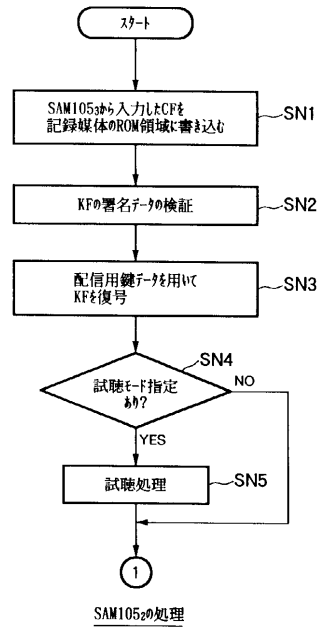 スタート
SAM105₃から入力したCFを
記録媒体のROM領域に書き込む
SN1
KFの署名データの検証
SN2
配信用鍵データを用いて
KFを復号
SN3
SN4
試聴モード指定
あり?
NO
YES
試聴処理
SN5
1
SAM105₂の処理